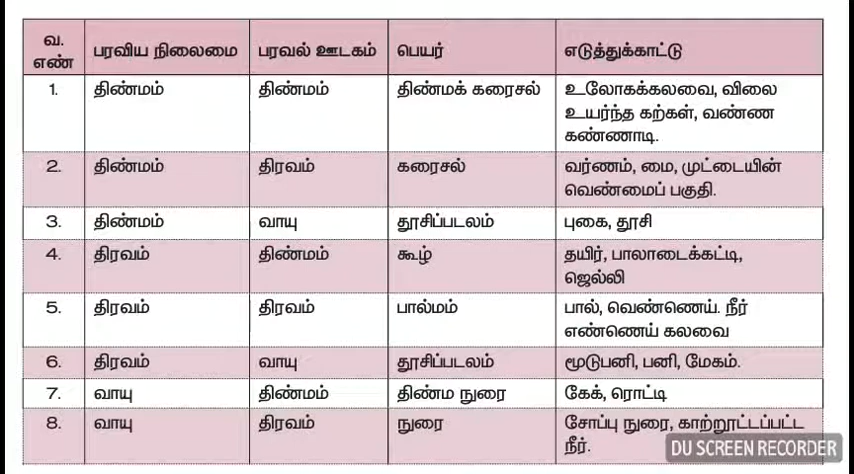 வ. எண் பரவிய நிலைமை பரவல் ஊடகம் பெயர் எடுத்துக்காட்டு
1. திண்மம் திண்மம் திண்மக் கரைசல் உலோகக்கலவை, விலை
உயர்ந்த கற்கள், வண்ண
கண்ணாடி.
2. திண்மம் திரவம் கரைசல் வர்ணம், மை, முட்டையின்
வெண்மைப் பகுதி.
3. திண்மம் வாயு தூசிப்படலம் புகை, தூசி
4. திரவம் திண்மம் கூழ் தயிர், பாலாடைக்கட்டி,
ஜெல்லி
5. திரவம் திரவம் பால்மம் பால், வெண்ணெய். நீர்
எண்ணெய் கலவை
6. திரவம் வாயு தூசிப்படலம் மூடுபனி, பனி, மேகம்.
7. வாயு திண்மம் திண்ம நுரை கேக், ரொட்டி
8. வாயு திரவம் நுரை சோப்பு நுரை, காற்றூட்டப்பட்ட
நீர்.
DU SCREEN RECORDER